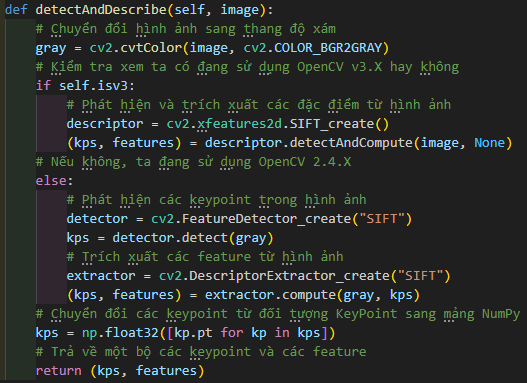 def detectAndDescribe(self, image):
# Chuyển đổi hình ảnh sang thang độ xám
gray = cv2.cvtColor(image, cv2.COLOR_BGR2GRAY)
# Kiểm tra xem ta có đang sử dụng OpenCV v3.X hay không
if self.isv3:
# Phát hiện và trích xuất các đặc điểm từ hình ảnh
descriptor = cv2.xfeatures2d.SIFT_create()
(kps, features) = descriptor.detectAndCompute(image, None)
# Nếu không, ta đang sử dụng OpenCV 2.4.X
else:
# Phát hiện các keypoint trong hình ảnh
detector = cv2.FeatureDetector_create("SIFT")
kps = detector.detect(gray)
# Trích xuất các feature từ hình ảnh
extractor = cv2.DescriptorExtractor_create("SIFT")
(kps, features) = extractor.compute(gray, kps)
# Chuyển đổi các keypoint từ đối tượng KeyPoint sang mảng NumPy
kps = np.float32([kp.pt for kp in kps])
# Trả về một bộ các keypoint và các feature
return (kps, features)